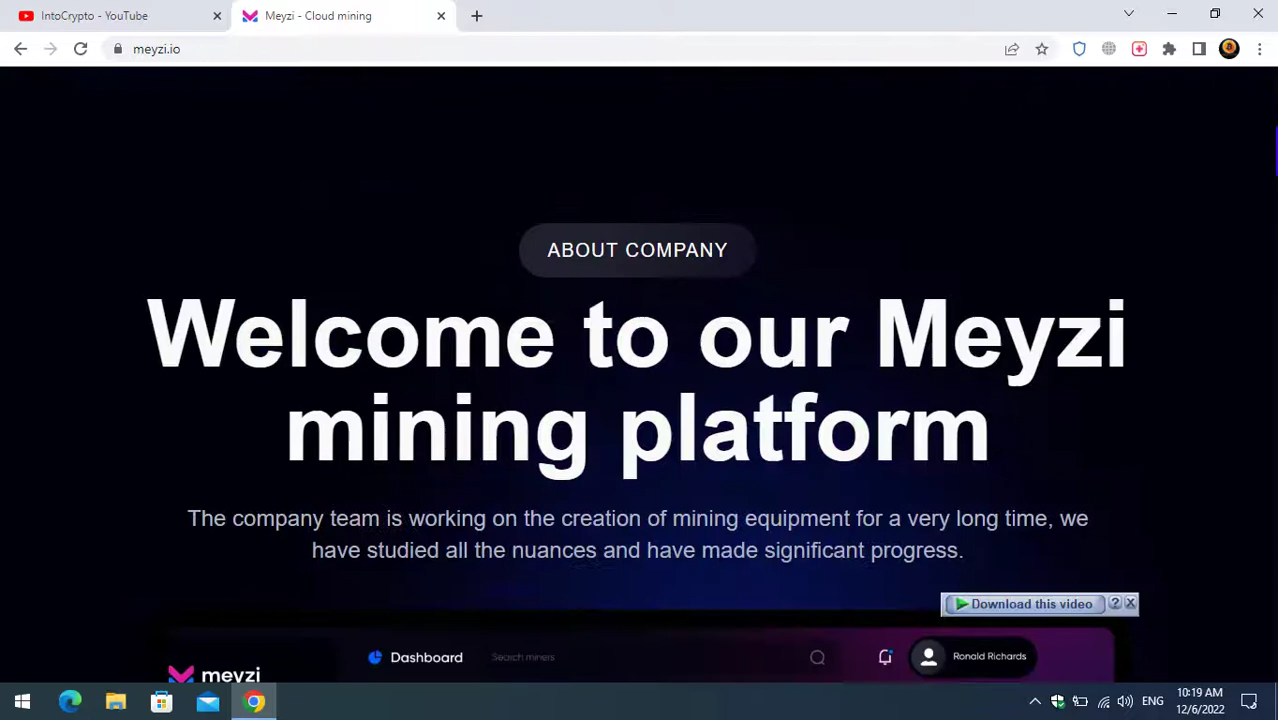 IntoCrypto - YouTube
Meyzi - Cloud mining
meyzi.io
ABOUT COMPANY
Welcome to our Meyzi
mining platform
The company team is working on the creation of mining equipment for a very long time, we
have studied all the nuances and have made significant progress.
Download this video
?
meyzi
Dashboard
Search miners
Ronald Richards
ENG
10:19 AM
12/6/2022